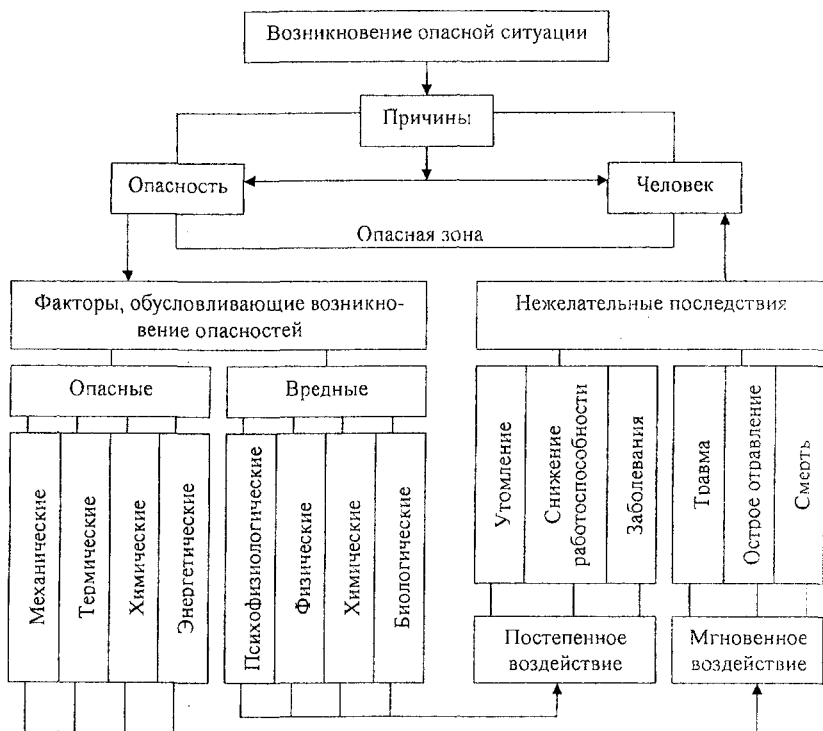 Возникновение опасной ситуации
Причины
Опасность
Человек
Опасная зона
Факторы, обусловливающие возникно-
вение опасностей
Нежелательные последствия
Опасные
Вредные
Механические
Термические
Химические
Энергетические
Психофизиологические
Физические
Химические
Биологические
Утомление
Снижение
работоспособности
Заболевания
Травма
Острое отравление
Смерть
Постепенное
воздействие
Мгновенное
воздействие